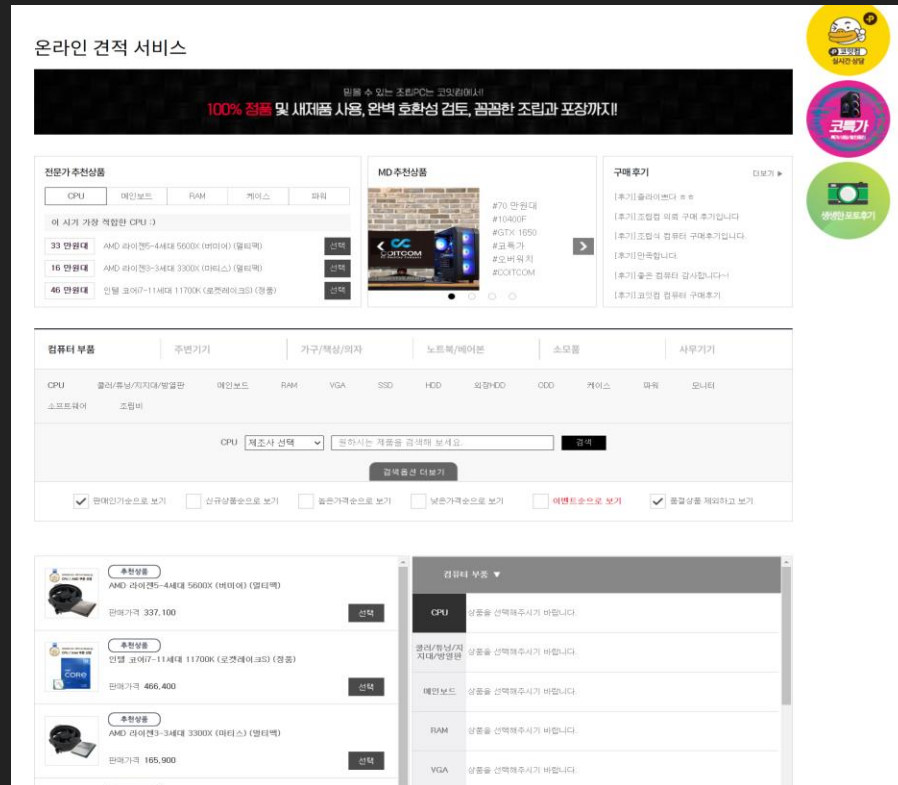 온라인 견적 서비스
믿을 수 있는 조립PC는 코잇컴에서!
100% 정품 및 새제품 사용, 완벽 호환성 검토, 꼼꼼한 조립과 포장까지!
코잇컴
실시간 상담
코특가
생생한 포토후기
전문가 추천상품
CPU 메인보드 RAM 케이스 파워
이 시기 가장 적합한 CPU :)
33 만원대 AMD 라이젠5-4세대 5600X (버미어) (멀티팩) 선택
16 만원대 AMD 라이젠3-3세대 3300X (마티스) (멀티팩) 선택
46 만원대 인텔 코어i7-11세대 11700K (로켓레이크S) (정품) 선택
MD 추천상품
COITCOM
#70 만원대
#10400F
#GTX 1650
#코특가
#오버워치
#COITCOM
구매 후기 더보기 ▶
[후기]조립컴 의뢰 구매 후기입니다
[후기]조립식 컴퓨터 구매후기입니다.
[후기]만족합니다.
[후기]좋은 컴퓨터 감사합니다~!
[후기]코잇컴 컴퓨터 구매후기
컴퓨터 부품 주변기기 가구/책상/의자 노트북/베어본 소모품 사무기기
CPU 쿨러/튜닝/지지대/방열판 메인보드 RAM VGA SSD HDD 외장HDD ODD 케이스 파워 모니터
소프트웨어 조립비
CPU 제조사 선택 원하시는 제품을 검색해 보세요. 검색
검색옵션 더보기
판매인기순으로 보기 신규상품순으로 보기 높은가격순으로 보기 낮은가격순으로 보기 이벤트순으로 보기 품절상품 제외하고 보기
추천상품
AMD 라이젠5-4세대 5600X (버미어) (멀티팩)
판매가격 337,100 선택
추천상품
인텔 코어i7-11세대 11700K (로켓레이크S) (정품)
판매가격 466,400 선택
추천상품
AMD 라이젠3-3세대 3300X (마티스) (멀티팩)
판매가격 165,900 선택
컴퓨터 부품 ▼
CPU 상품을 선택해주시기 바랍니다.
쿨러/튜닝/지지대/방열판 상품을 선택해주시기 바랍니다.
메인보드 상품을 선택해주시기 바랍니다.
RAM 상품을 선택해주시기 바랍니다.
VGA 상품을 선택해주시기 바랍니다.